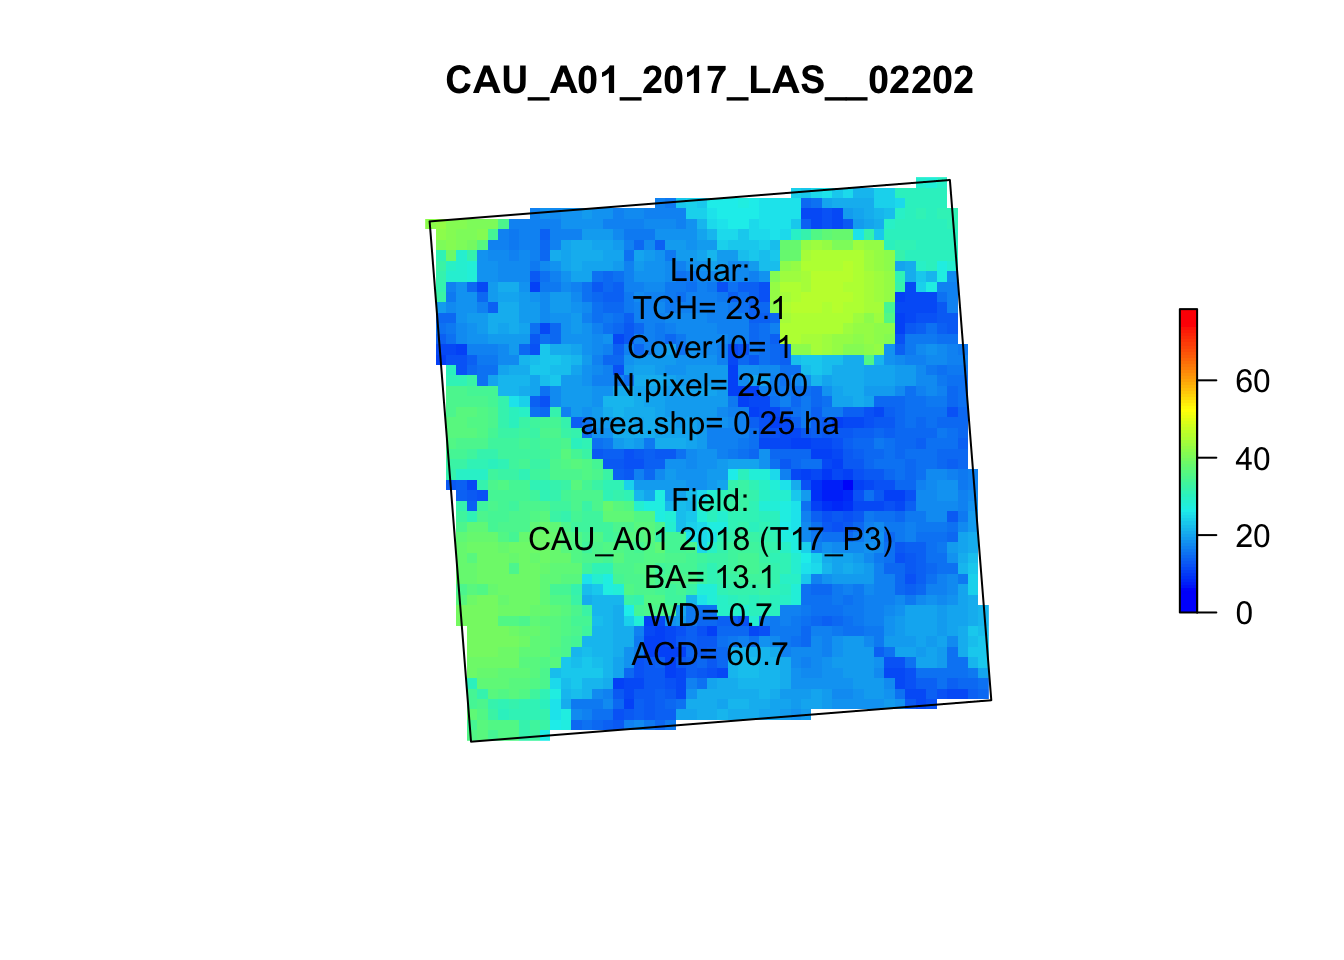 CAU_A01_2017_LAS__02202
Lidar:
TCH= 23.1
Cover10= 1
N.pixel= 2500
area.shp= 0.25 ha
Field:
CAU_A01 2018 (T17_P3)
BA= 13.1
WD= 0.7
ACD= 60.7
60
40
20
0